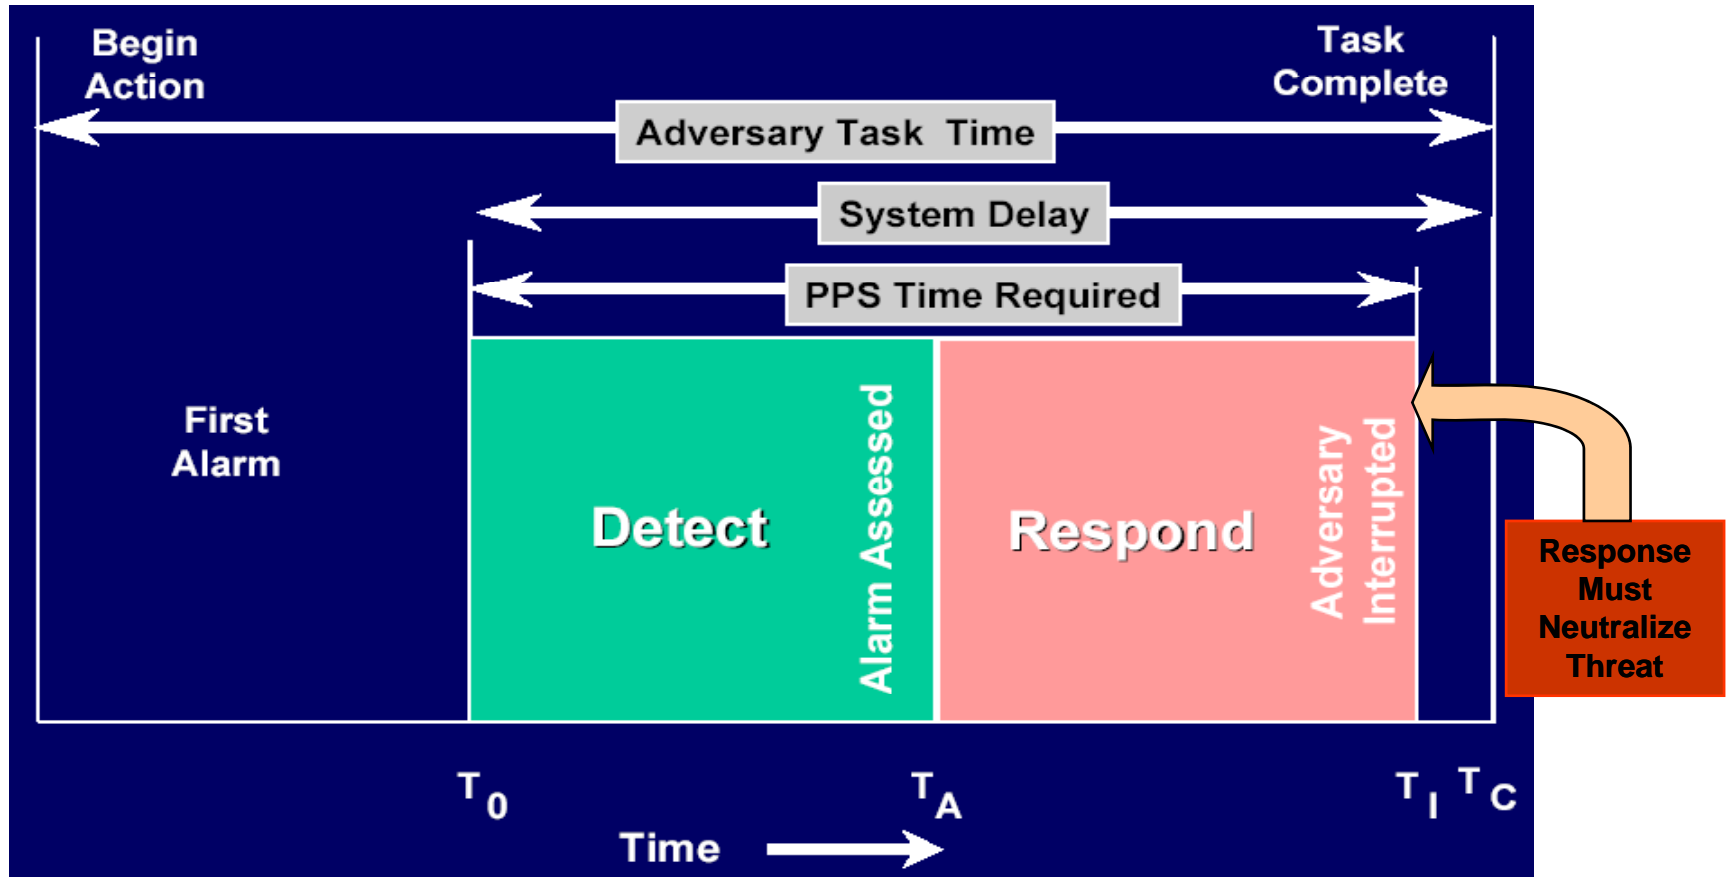 Begin
Action
Task
Complete
Adversary Task Time
System Delay
PPS Time Required
First
Alarm
Detect
Alarm Assessed
Respond
Adversary
Interrupted
Response
Must
Neutralize
Threat
T0
TA
TI
TC
Time